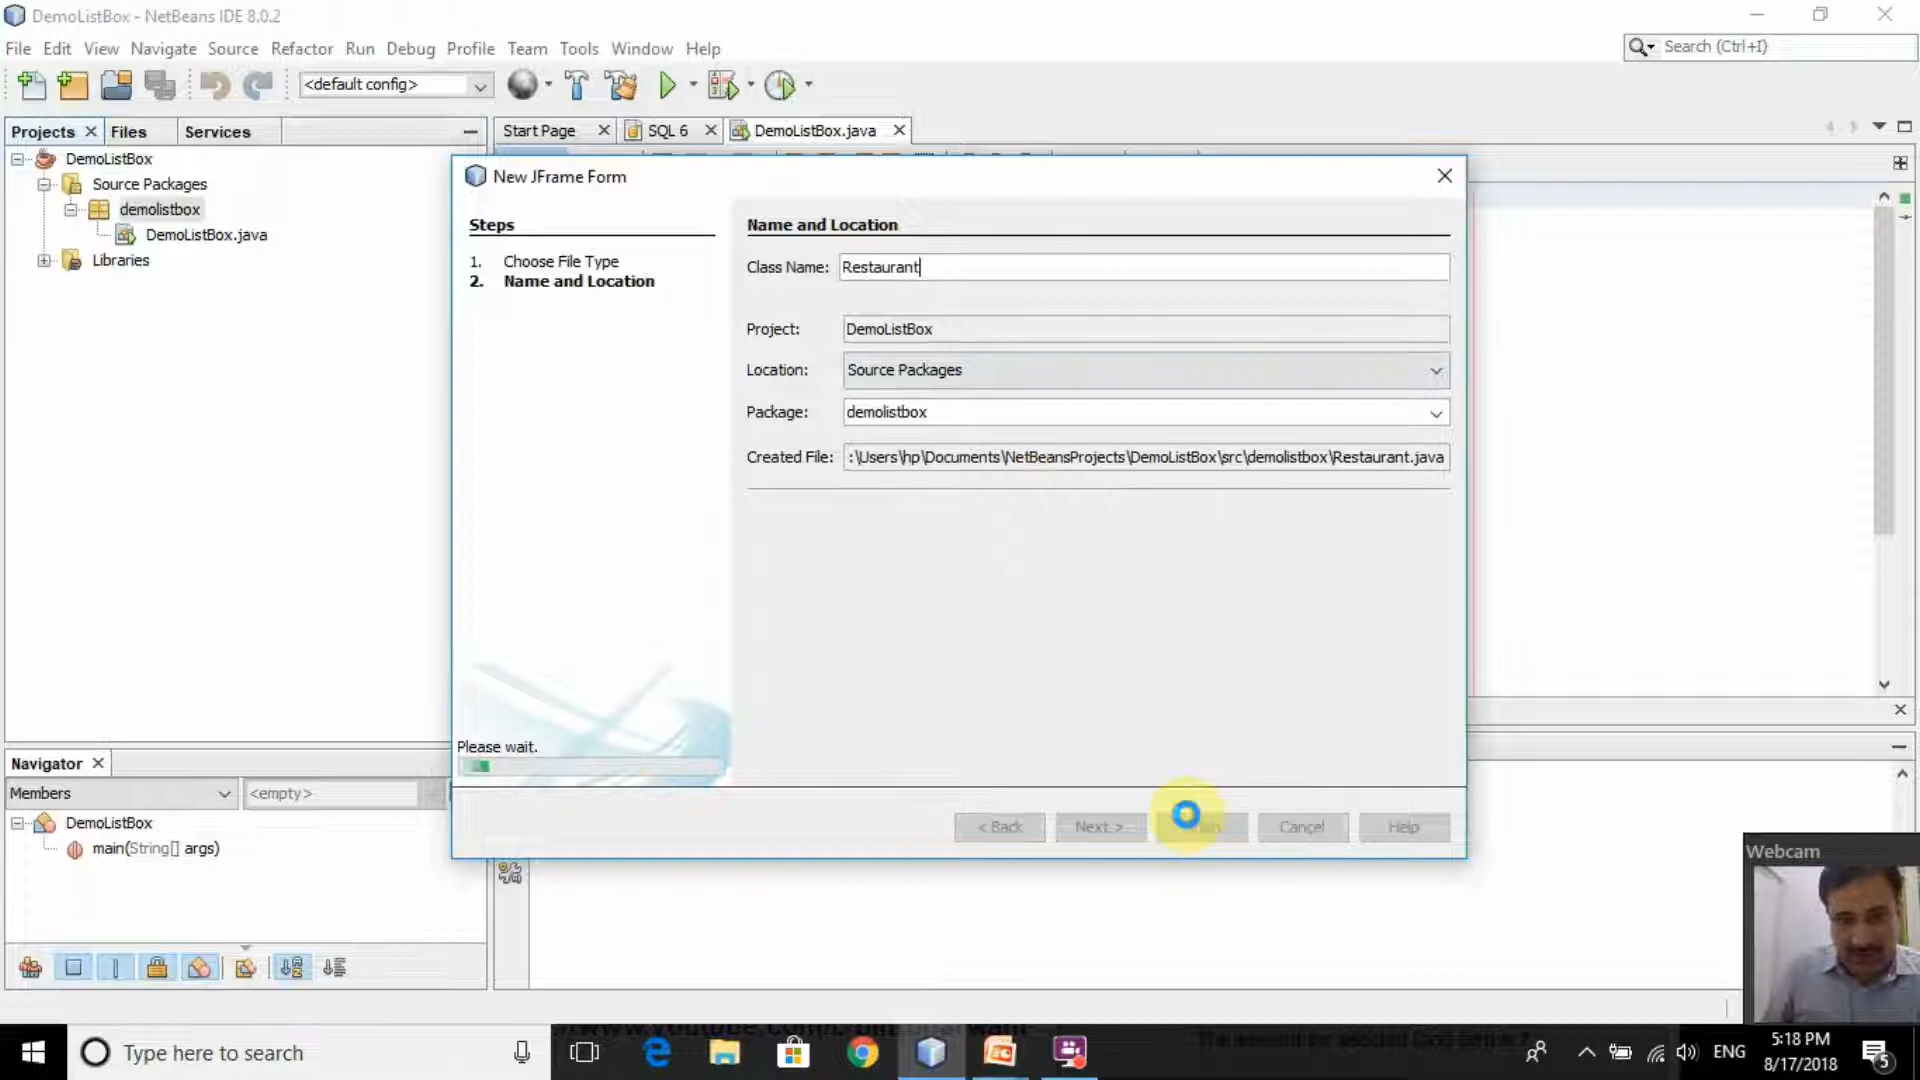 DemoListBox - NetBeans IDE 8.0.2
File Edit View Navigate Source Refactor Run Debug Profile Team Tools Window Help
Search (Ctrl+I)
<default config>
Projects Files Services
Start Page SQL 6 DemoListBox.java
DemoListBox
Source Packages
demolistbox
DemoListBox.java
Libraries
New JFrame Form
Steps
1. Choose File Type
2. Name and Location
Name and Location
Class Name: Restaurant
Project: DemoListBox
Location: Source Packages
Package: demolistbox
Created File: :\Users\hp\Documents\NetBeansProjects\DemoListBox\src\demolistbox\Restaurant.java
Please wait.
< Back Next > Cancel Help
Navigator
Members <empty>
DemoListBox
main(String[] args)
Webcam
Type here to search
ENG
5:18 PM
8/17/2018
5